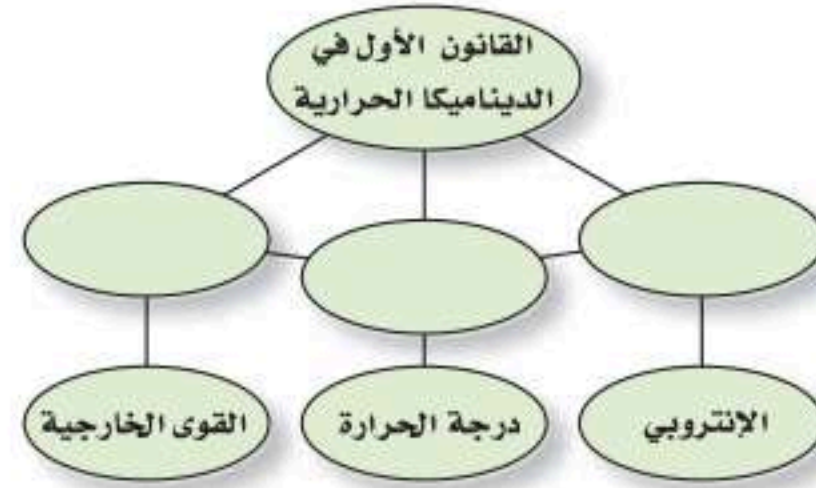 القانون الأول في
الديناميكا الحرارية
الإنتروبي
درجة الحرارة
القوى الخارجية